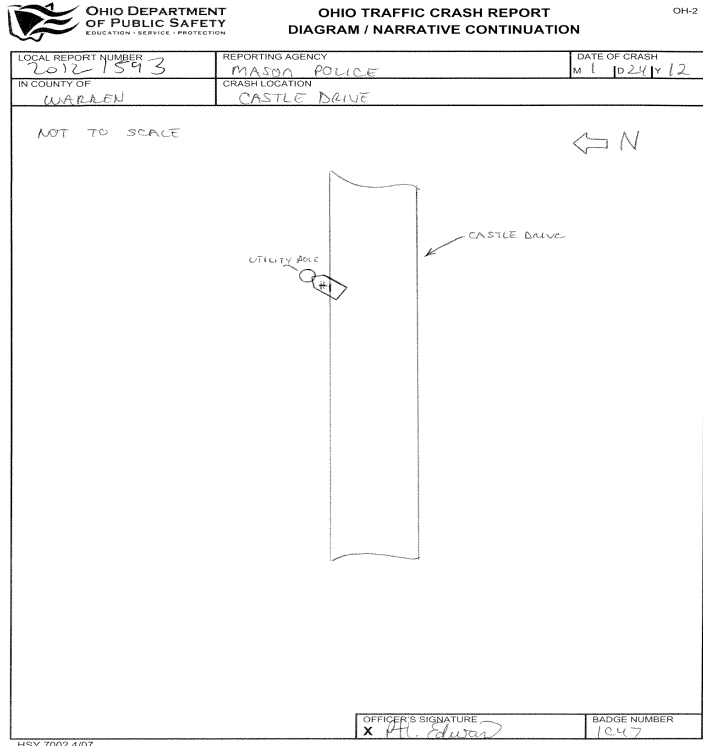 OHIO DEPARTMENT
OF PUBLIC SAFETY
EDUCATION · SERVICE · PROTECTION
OHIO TRAFFIC CRASH REPORT
DIAGRAM / NARRATIVE CONTINUATION
OH-2
LOCAL REPORT NUMBER
2012-1593
REPORTING AGENCY
MASON POLICE
DATE OF CRASH
M 1 D 24 Y 12
IN COUNTY OF
WARREN
CRASH LOCATION
CASTLE DRIVE
NOT TO SCALE
N
CASTLE DRIVE
UTILITY POLE
#1
OFFICER'S SIGNATURE
X Ptl. Edwar
BADGE NUMBER
HSY 7002 4/07